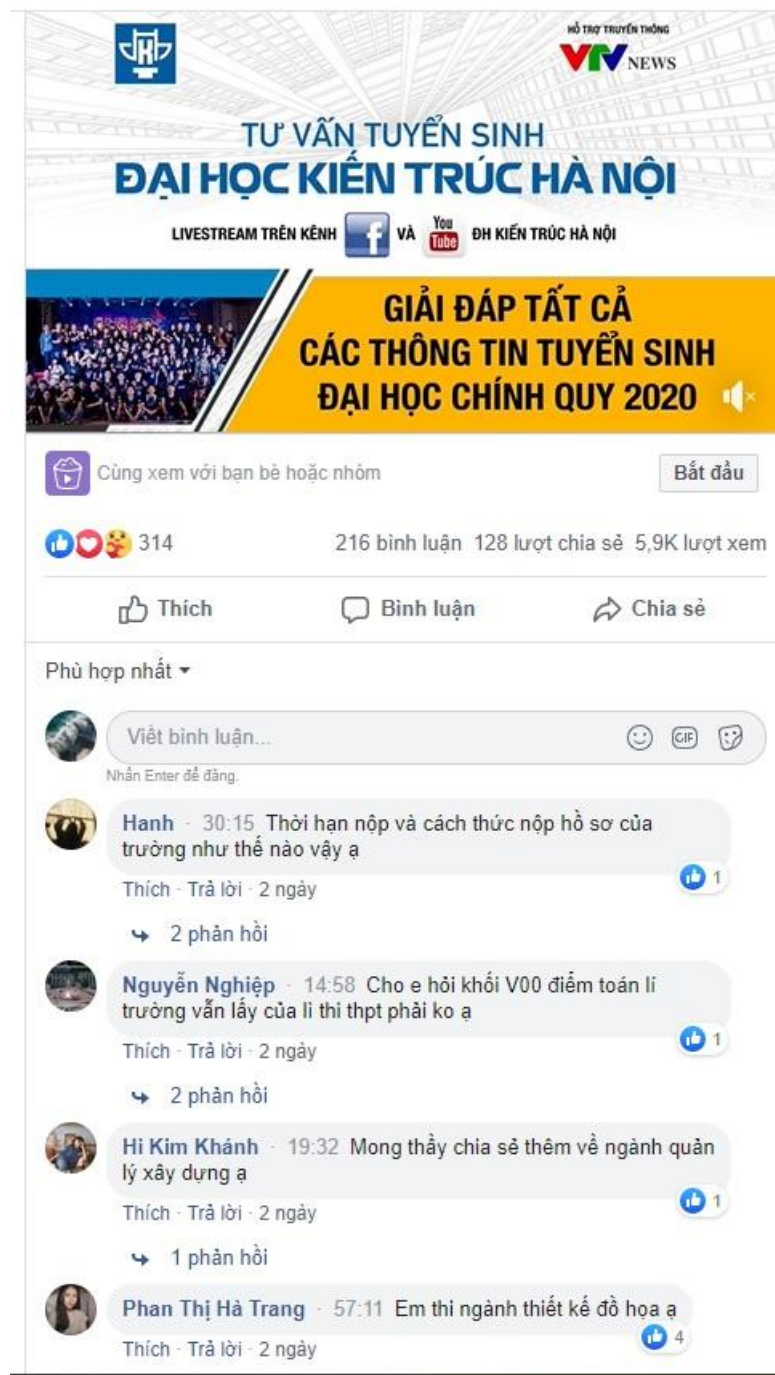 HỖ TRỢ TRUYỀN THÔNG
VTV NEWS
TƯ VẤN TUYỂN SINH
ĐẠI HỌC KIẾN TRÚC HÀ NỘI
LIVESTREAM TRÊN KÊNH f VÀ You Tube ĐH KIẾN TRÚC HÀ NỘI
GIẢI ĐÁP TẤT CẢ
CÁC THÔNG TIN TUYỂN SINH
ĐẠI HỌC CHÍNH QUY 2020
Cùng xem với bạn bè hoặc nhóm
Bắt đầu
314 216 bình luận 128 lượt chia sẻ 5,9K lượt xem
Thích Bình luận Chia sẻ
Phù hợp nhất
Viết bình luận...
GIF
Nhấn Enter để đăng.
Hanh · 30:15 Thời hạn nộp và cách thức nộp hồ sơ của
trường như thế nào vậy ạ
1
Thích · Trả lời · 2 ngày
2 phản hồi
Nguyễn Nghiệp · 14:58 Cho e hỏi khối V00 điểm toán lí
trường vẫn lấy của lì thi thpt phải ko ạ
1
Thích · Trả lời · 2 ngày
2 phản hồi
Hi Kim Khánh · 19:32 Mong thầy chia sẻ thêm về ngành quản
lý xây dựng ạ
1
Thích · Trả lời · 2 ngày
1 phản hồi
Phan Thị Hà Trang · 57:11 Em thi ngành thiết kế đồ họa ạ
4
Thích · Trả lời · 2 ngày